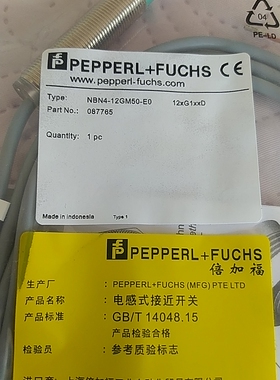 04
PE-LD
PEPPERL+FUCHS CE
www.pepperl-fuchs.com
Type: NBN4-12GM50-E0 12xG1xxD
Part No.: 087765
Quantity: 1 pc
Made in Indonesia Type 1
PEPPERL+FUCHS
倍加福
生产厂: PEPPERL+FUCHS (MFG) PTE LTD
产品名称: 电感式接近开关
产品标准: GB/T 14048.15
产品检验合格
检验员: 参考质验标志